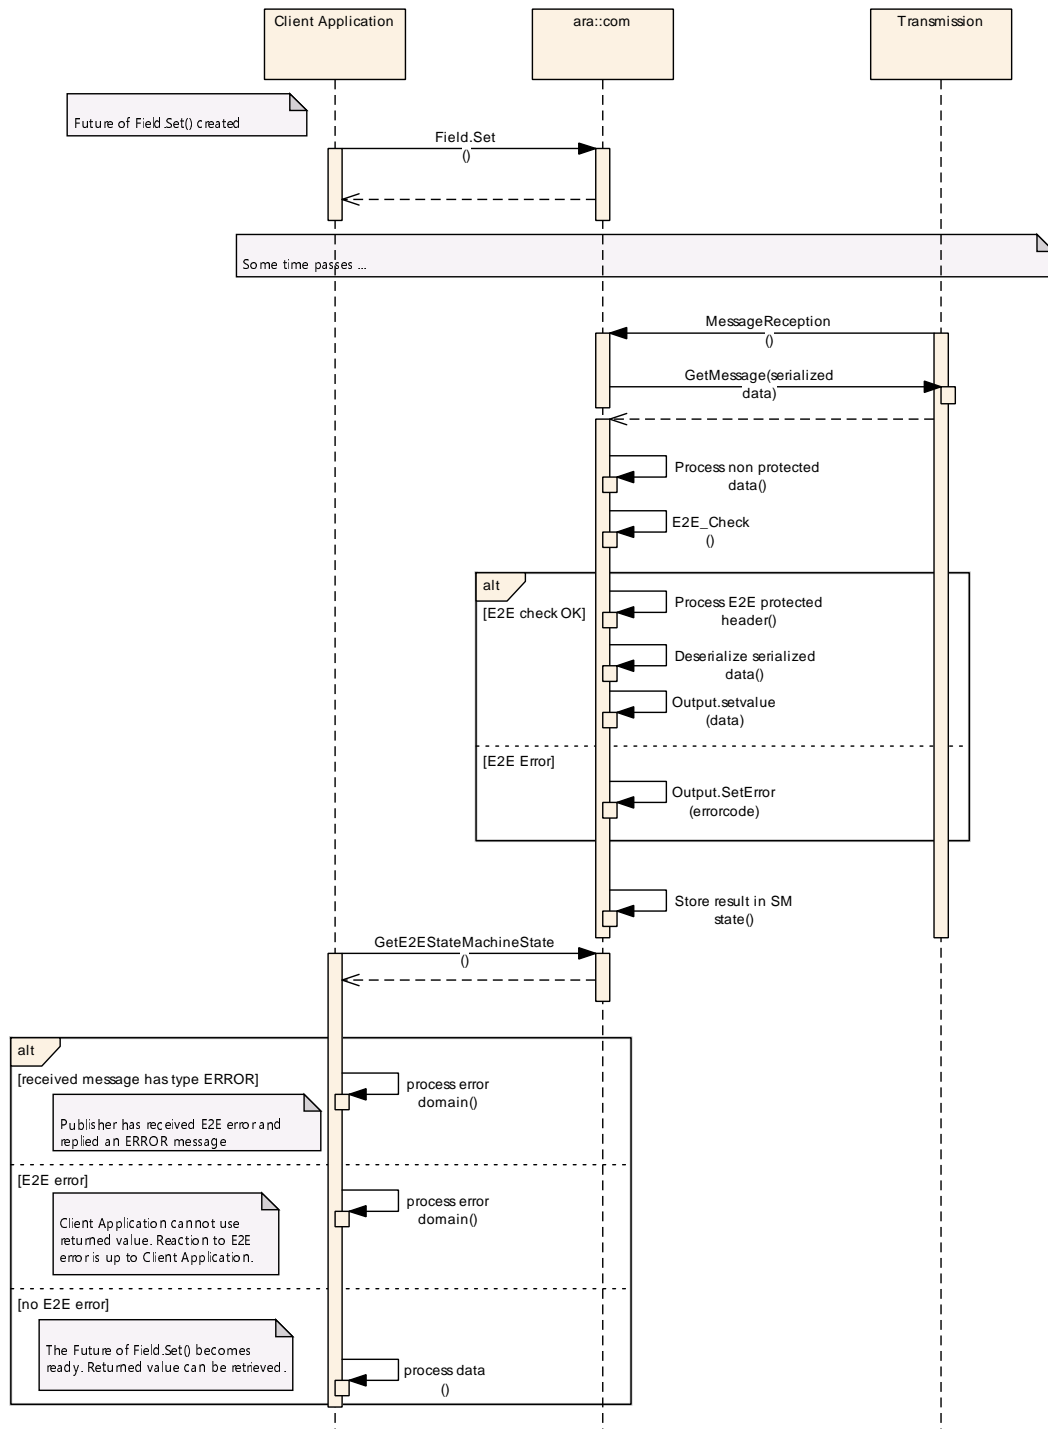 Client Application
ara::com
Transmission
Future of Field.Set() created
Field.Set
()
Some time passes ...
MessageReception
()
GetMessage(serialized
data)
Process non protected
data()
E2E_Check
()
alt
[E2E check OK]
Process E2E protected
header()
Deserialize serialized
data()
Output.setvalue
(data)
[E2E Error]
Output.SetError
(errorcode)
Store result in SM
state()
GetE2EStateMachineState
()
alt
[received message has type ERROR]
process error
domain()
Publisher has received E2E error and
replied an ERROR message
[E2E error]
process error
domain()
Client Application cannot use
returned value. Reaction to E2E
error is up to Client Application.
[no E2E error]
The Future of Field.Set() becomes
ready. Returned value can be retrieved.
process data
()